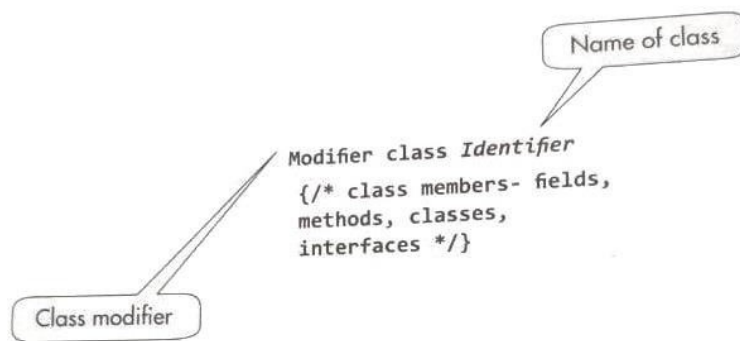 Name of class
Modifier class Identifier
{/* class members- fields,
methods, classes,
interfaces */}
Class modifier